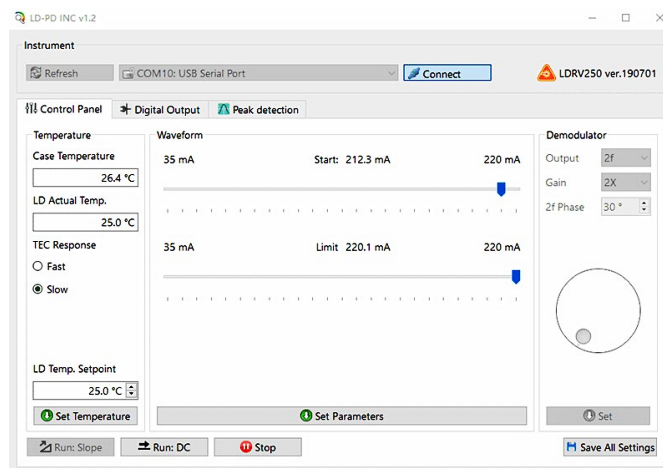 LD-PD INC v1.2
Instrument
Refresh
COM10: USB Serial Port
Connect
LDRV250 ver.190701
Control Panel
Digital Output
Peak detection
Temperature
Case Temperature
26.4 °C
LD Actual Temp.
25.0 °C
TEC Response
Fast
Slow
LD Temp. Setpoint
25.0 °C
Set Temperature
Waveform
35 mA Start: 212.3 mA 220 mA
35 mA Limit 220.1 mA 220 mA
Set Parameters
Demodulator
Output 2f
Gain 2X
2f Phase 30 °
Set
Run: Slope
Run: DC
Stop
Save All Settings